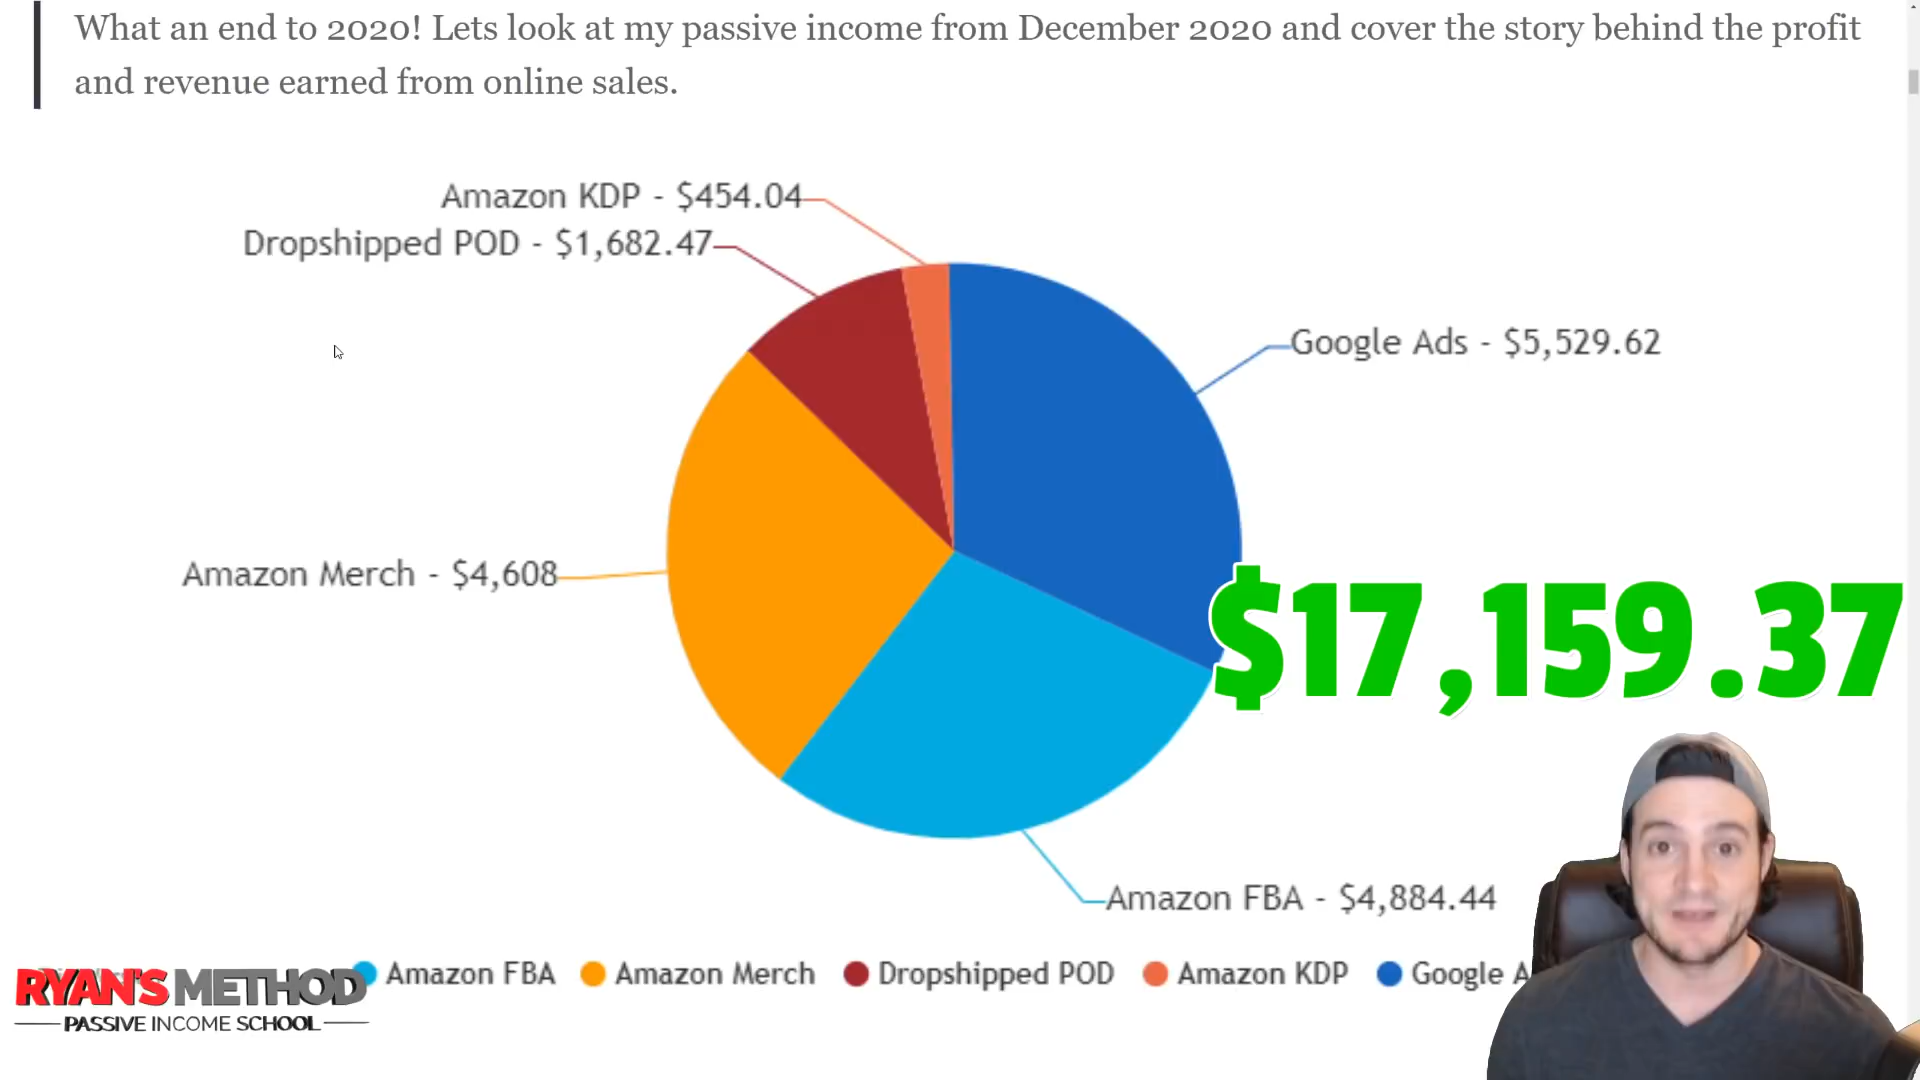 What an end to 2020! Lets look at my passive income from December 2020 and cover the story behind the profit
and revenue earned from online sales.
Amazon KDP - $454.04
Dropshipped POD - $1,682.47
Google Ads - $5,529.62
Amazon Merch - $4,608
$17,159.37
Amazon FBA - $4,884.44
Amazon FBA Amazon Merch Dropshipped POD Amazon KDP Google A
RYAN'S METHOD
PASSIVE INCOME SCHOOL